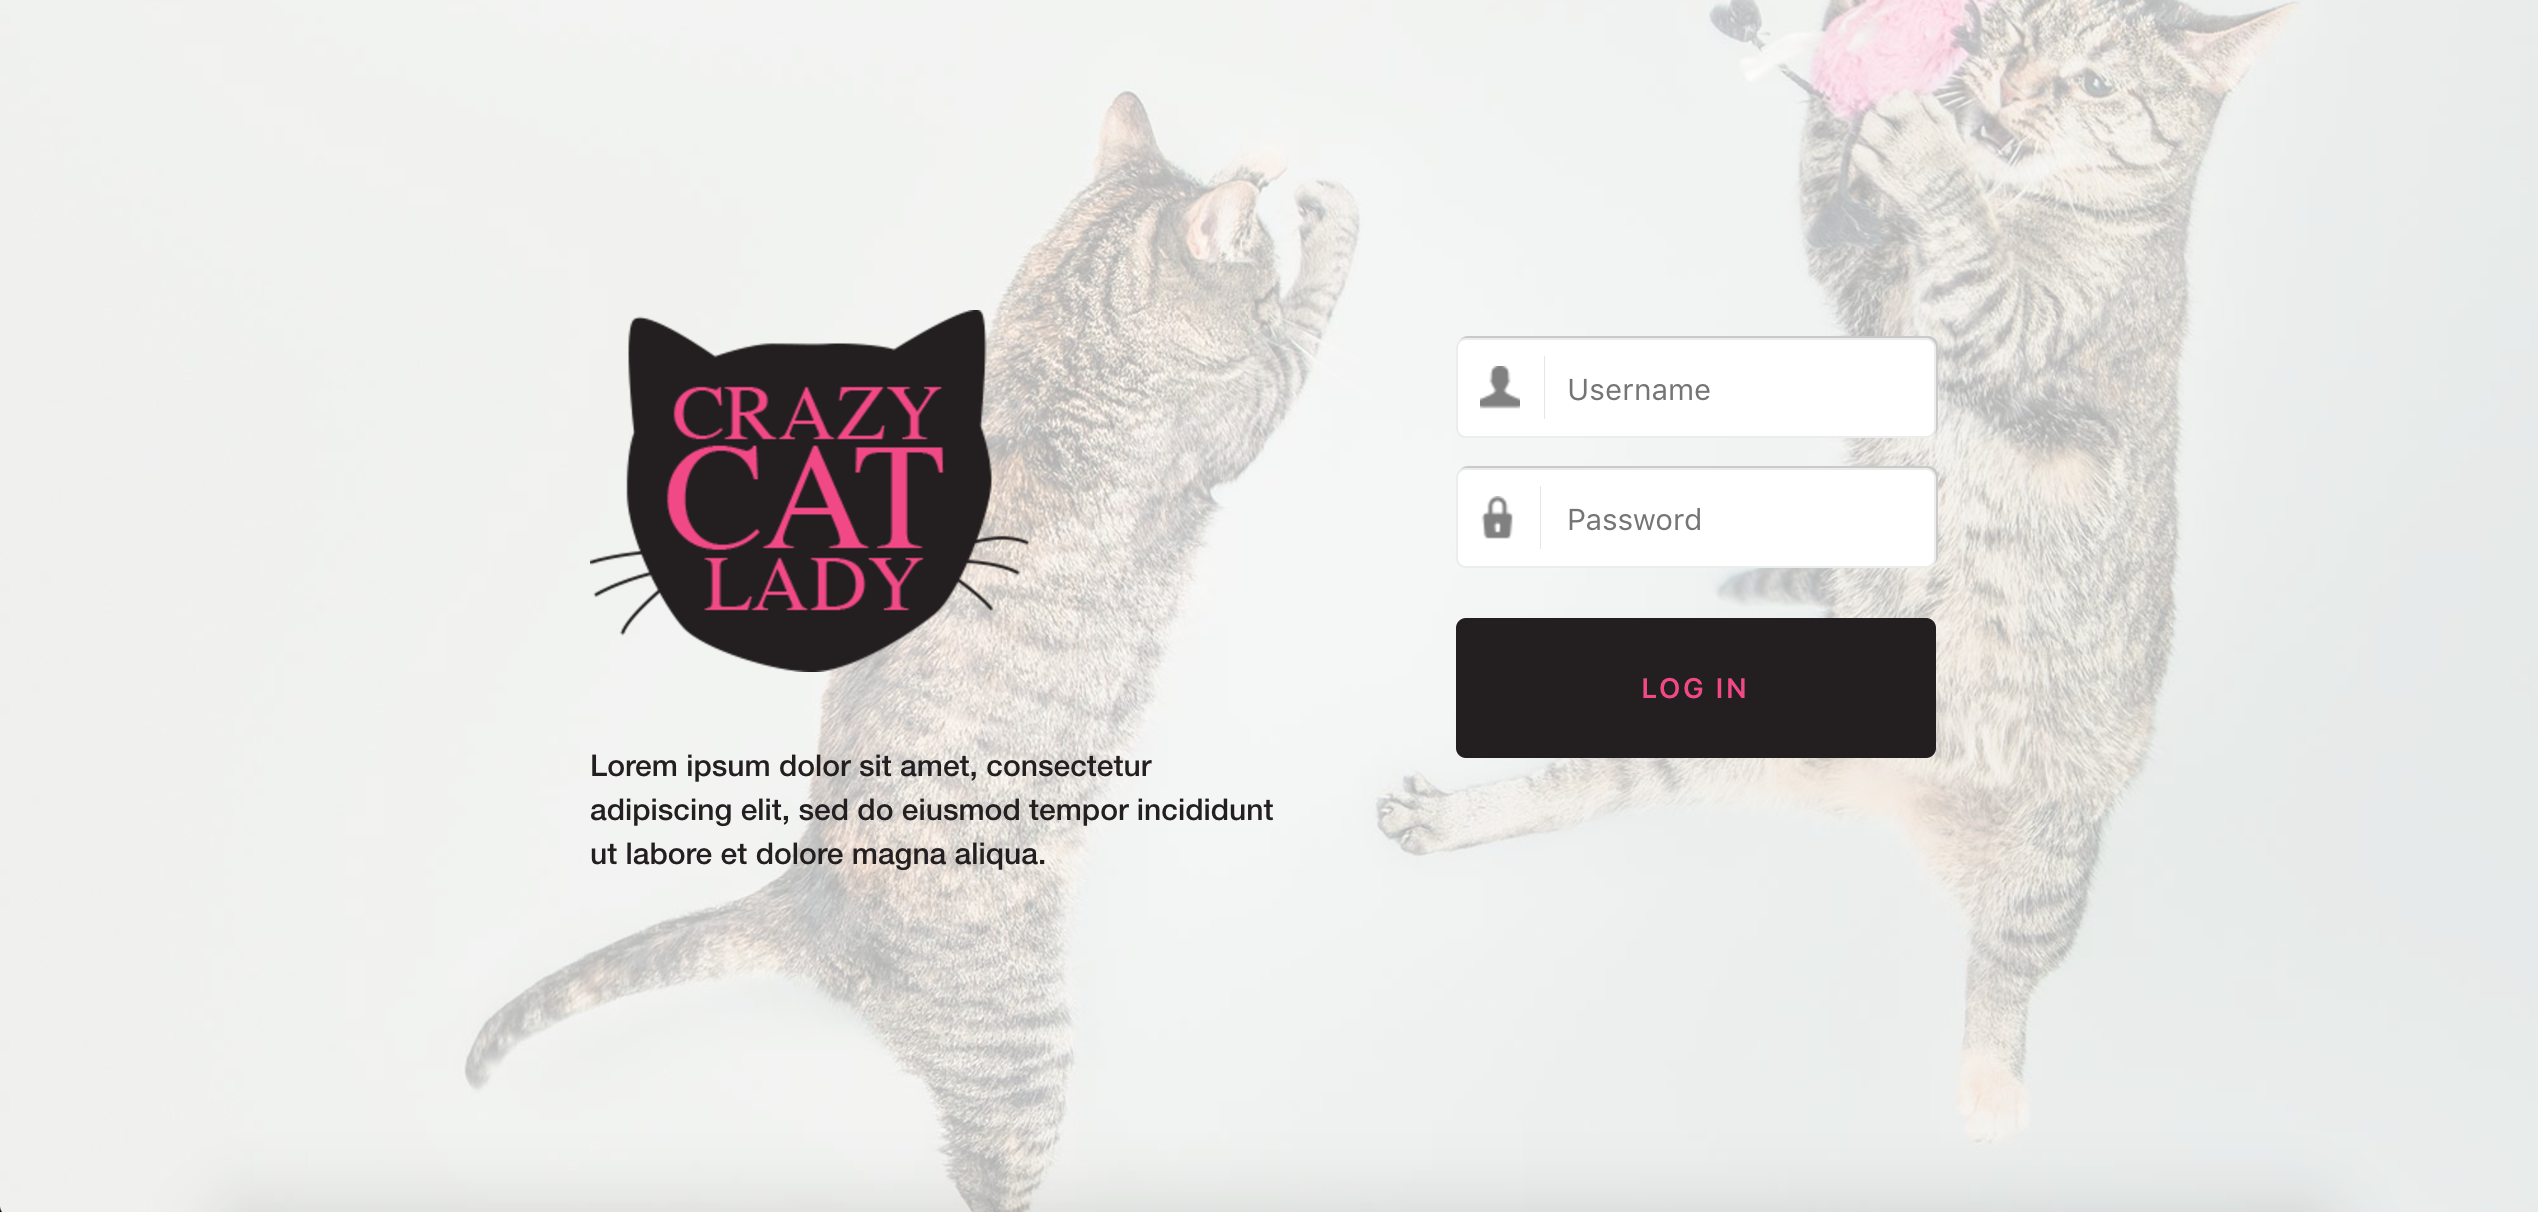 CRAZY
CAT
LADY
Lorem ipsum dolor sit amet, consectetur
adipiscing elit, sed do eiusmod tempor incididunt
ut labore et dolore magna aliqua.
Username
Password
LOG IN